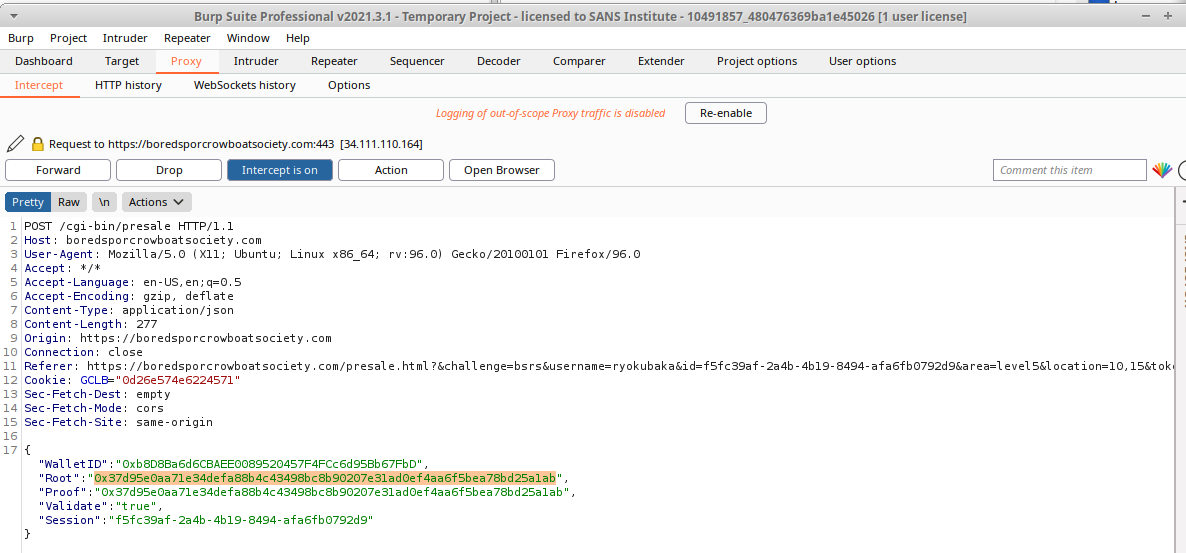 Burp Suite Professional v2021.3.1 - Temporary Project - licensed to SANS Institute - 10491857_480476369ba1e45026 [1 user license]
Burp Project Intruder Repeater Window Help
Dashboard Target Proxy Intruder Repeater Sequencer Decoder Comparer Extender Project options User options
Intercept HTTP history WebSockets history Options
Logging of out-of-scope Proxy traffic is disabled Re-enable
Request to https://boredsporcrowboatsociety.com:443 [34.111.110.164]
Forward Drop Intercept is on Action Open Browser Comment this item
Pretty Raw \n Actions
1 POST /cgi-bin/presale HTTP/1.1
2 Host: boredsporcrowboatsociety.com
3 User-Agent: Mozilla/5.0 (X11; Ubuntu; Linux x86_64; rv:96.0) Gecko/20100101 Firefox/96.0
4 Accept: */*
5 Accept-Language: en-US,en;q=0.5
6 Accept-Encoding: gzip, deflate
7 Content-Type: application/json
8 Content-Length: 277
9 Origin: https://boredsporcrowboatsociety.com
10 Connection: close
11 Referer: https://boredsporcrowboatsociety.com/presale.html?&challenge=bsrs&username=ryokubaka&id=f5fc39af-2a4b-4b19-8494-afa6fb0792d9&area=level5&location=10,15&tok
12 Cookie: GCLB="0d26e574e6224571"
13 Sec-Fetch-Dest: empty
14 Sec-Fetch-Mode: cors
15 Sec-Fetch-Site: same-origin
16
17 {
"WalletID":"0xb8D8Ba6d6CBAEE0089520457F4FCc6d95Bb67FbD",
"Root":"0x37d95e0aa71e34defa88b4c43498bc8b90207e31ad0ef4aa6f5bea78bd25a1ab",
"Proof":"0x37d95e0aa71e34defa88b4c43498bc8b90207e31ad0ef4aa6f5bea78bd25a1ab",
"Validate":"true",
"Session":"f5fc39af-2a4b-4b19-8494-afa6fb0792d9"
}